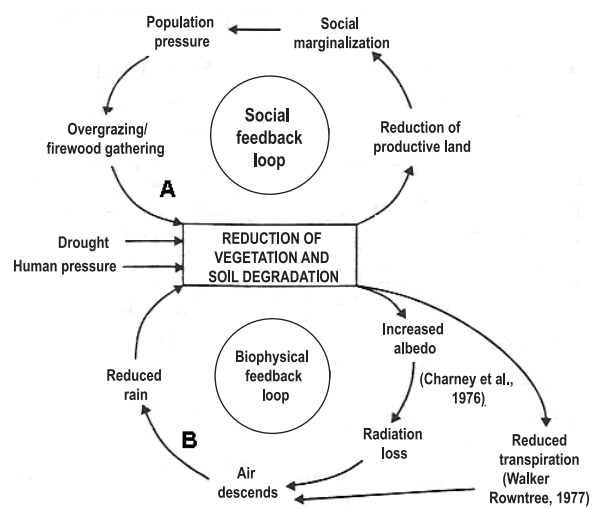 Population
pressure
Social
marginalization
Overgrazing/
firewood gathering
Social
feedback
loop
Reduction of
productive land
A
Drought
Human pressure
REDUCTION OF
VEGETATION AND
SOIL DEGRADATION
Increased
albedo
(Charney et al.,
1976).
Biophysical
feedback
loop
Reduced
rain
B
Radiation
loss
Air
descends
Reduced
transpiration
(Walker
Rowntree, 1977)